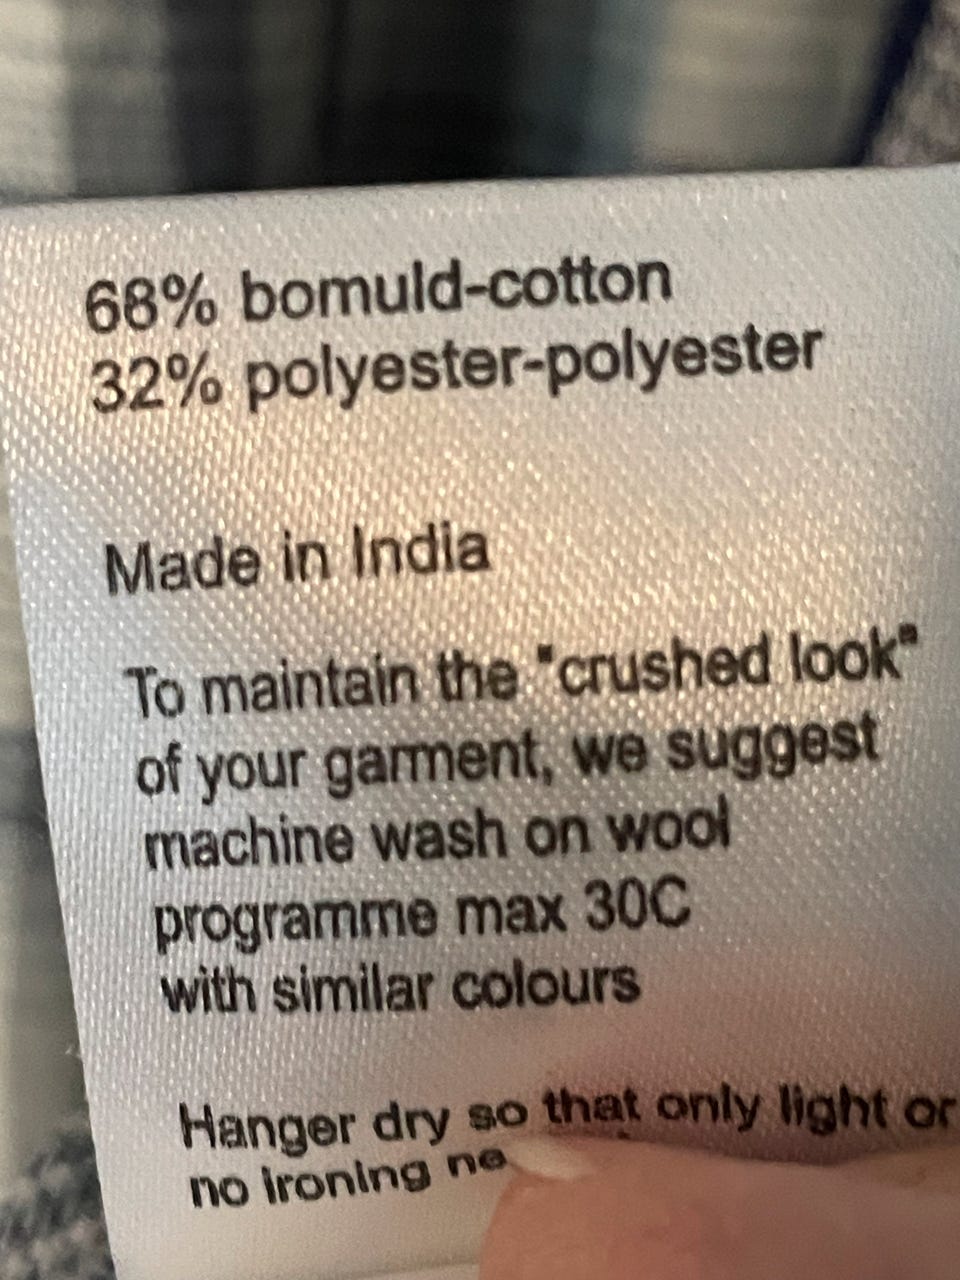 68% bomuld-cotton
32% polyester-polyester
Made in India
To maintain the "crushed look"
of your garment, we suggest
machine wash on wool
programme max 30C
with similar colours
Hanger dry so that only light or
no ironing